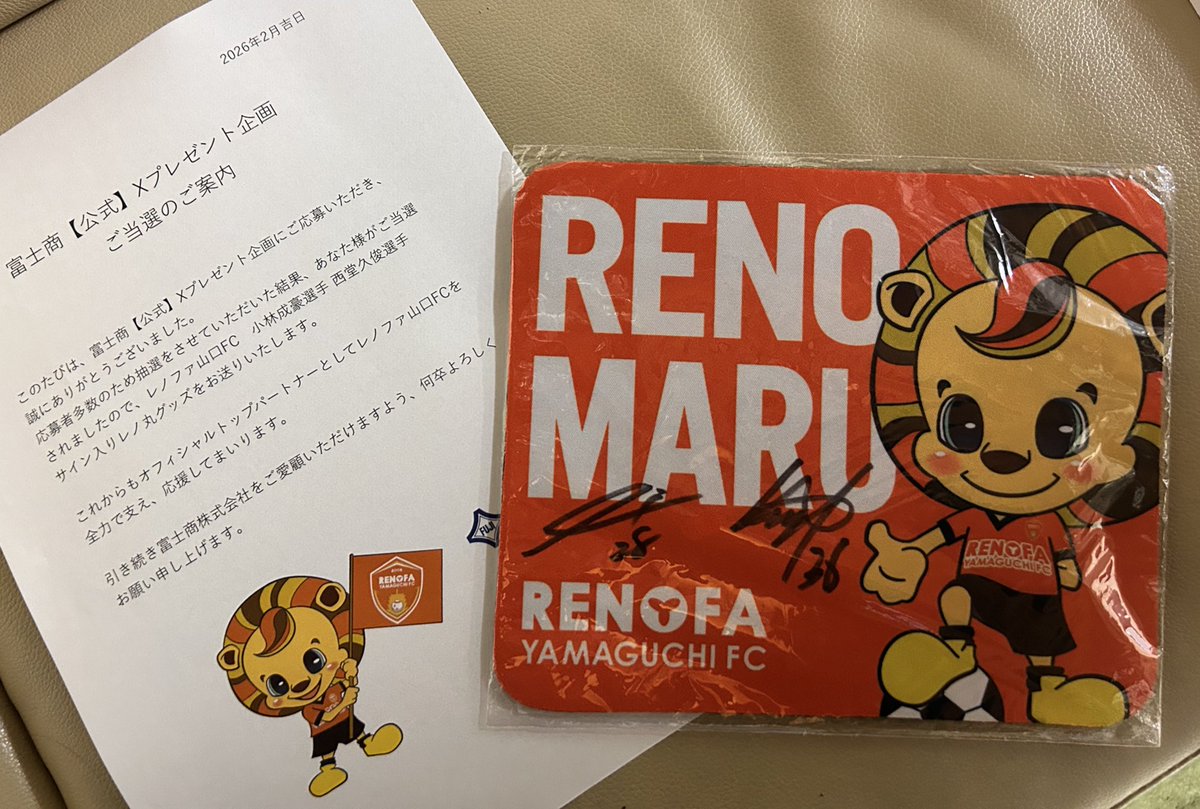 2026年2月吉日
富士商【公式】Xプレゼント企画
ご当選のご案内
このたびは、富士商【公式】Xプレゼント企画にご応募いただき、
誠にありがとうございました。
応募者多数のため抽選をさせていただいた結果、あなた様がご当選
されましたので、レノファ山口FC 小林成豪選手 西堂久俊選手
サイン入りレノ丸グッズをお送りいたします。
これからもオフィシャルトップパートナーとしてレノファ山口FCを
全力で支え、応援してまいります。
引き続き富士商株式会社をご愛顧いただけますよう、何卒よろしく
お願い申し上げます。
FUJI
RENOFA
YAMAGUCHI FC
RENO
MARU
28
38
RENOFA
YAMAGUCHI FC
RENOFA
YAMAGUCHI FC